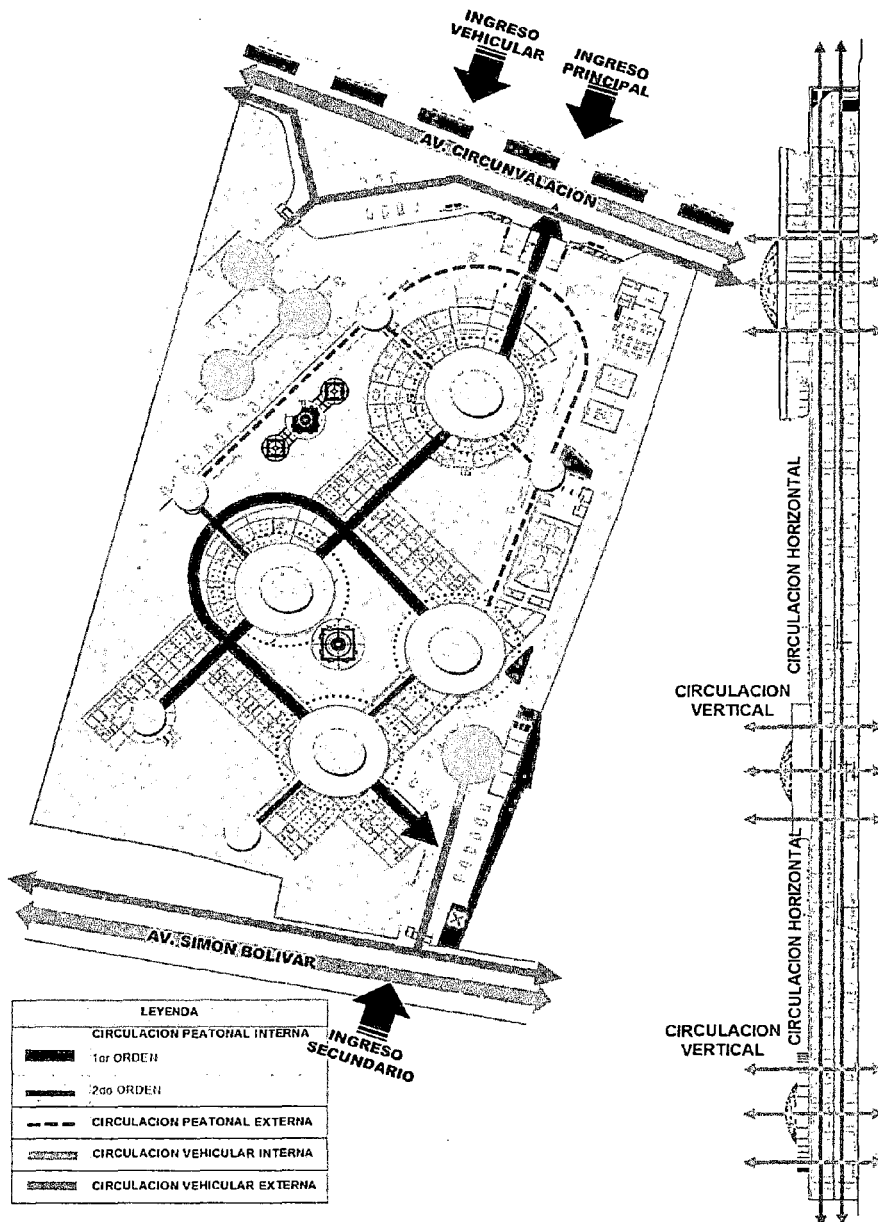 INGRESO
VEHICULAR
INGRESO
PRINCIPAL
AV. CIRCUNVALACION
CIRCULACION HORIZONTAL
CIRCULACION
VERTICAL
CIRCULACION HORIZONTAL
CIRCULACION
VERTICAL
AV. SIMON BOLIVAR
INGRESO
SECUNDARIO
LEYENDA
CIRCULACION PEATONAL INTERNA
1er ORDEN
2do ORDEN
CIRCULACION PEATONAL EXTERNA
CIRCULACION VEHICULAR INTERNA
CIRCULACION VEHICULAR EXTERNA